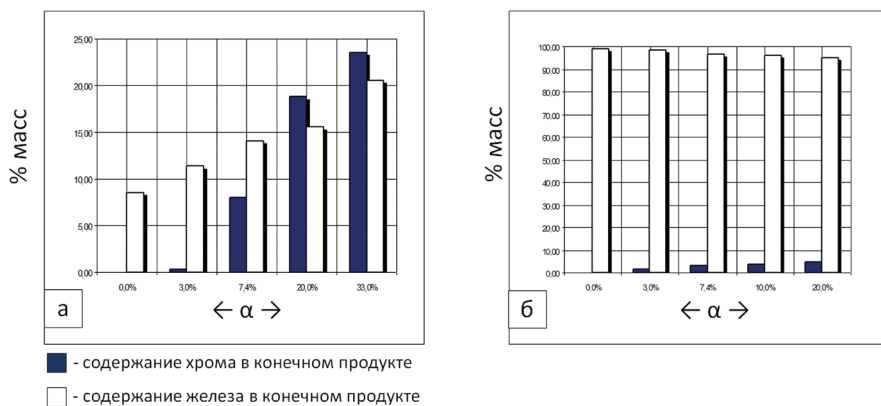 25,00
20,00
15,00
10,00
5,00
0,00
% масс
0,0% 3,0% 7,4% 20,0% 33,0%
← α →
а
100,00
90,00
80,00
70,00
60,00
50,00
40,00
30,00
20,00
10,00
0,00
% масс
0,0% 3,0% 7,4% 10,0% 20,0%
← α →
б
- содержание хрома в конечном продукте
- содержание железа в конечном продукте